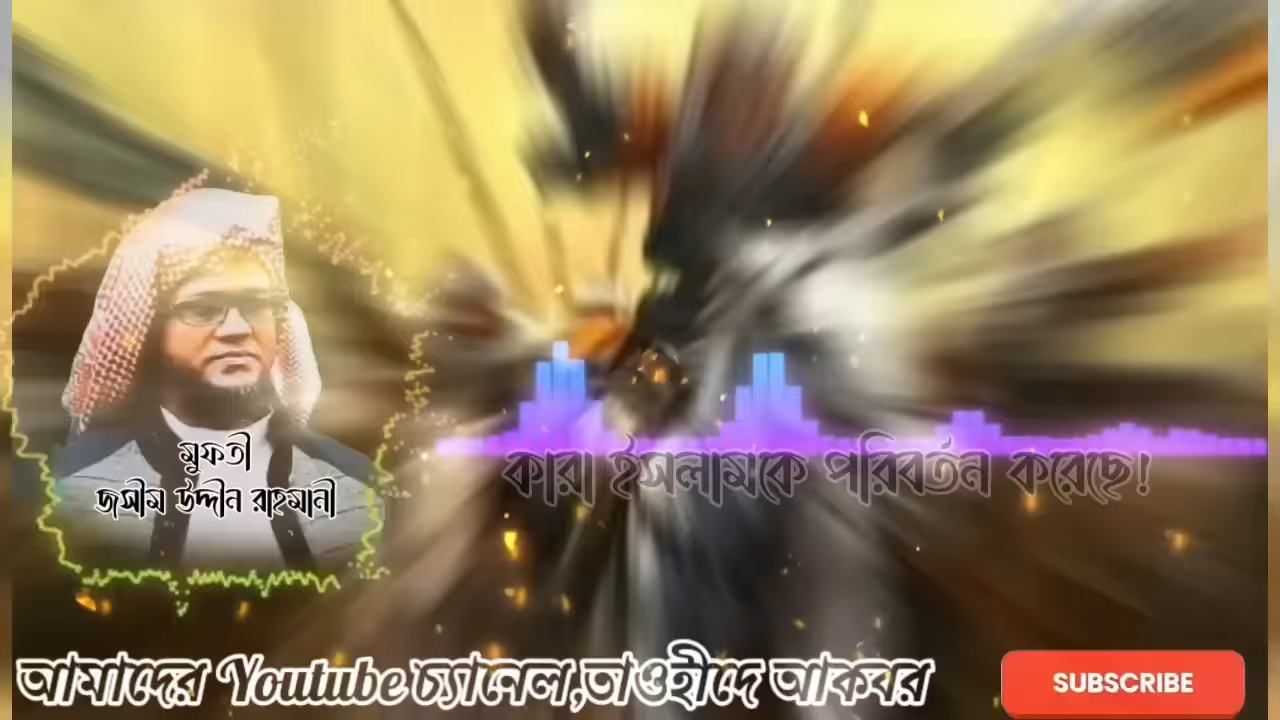 মুফতী
জসীম উদ্দীন রাহমানী
কারা ইসলামকে পরিবর্তন করেছে!
আমাদের Youtube চ্যানেল,তাওহীদে আকবর
SUBSCRIBE